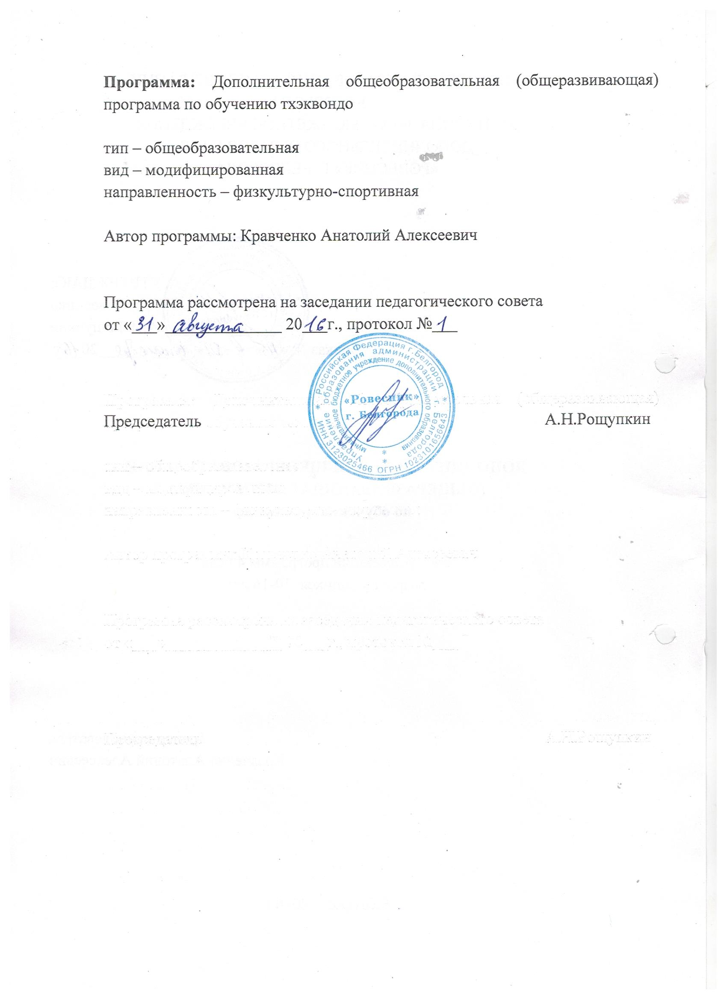 Программа: Дополнительная общеобразовательная (общеразвивающая)
программа по обучению тхэквондо
тип – общеобразовательная
вид – модифицированная
направленность – физкультурно-спортивная
Автор программы: Кравченко Анатолий Алексеевич
Программа рассмотрена на заседании педагогического совета
от «31» августа 2016г., протокол №1
* Российская Федерация г.Белгород *
Управление образования администрации г. Белгорода *
муниципальное бюджетное учреждение дополнительного образования *
«Ровесник»
г. Белгорода
ИНН 3123025466 ОГРН 1023101656643
Председатель А.Н.Рощупкин